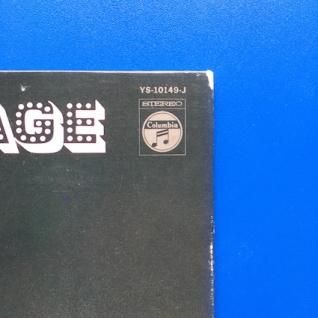 YS-10149-J
STEREO
Columbia
AGE